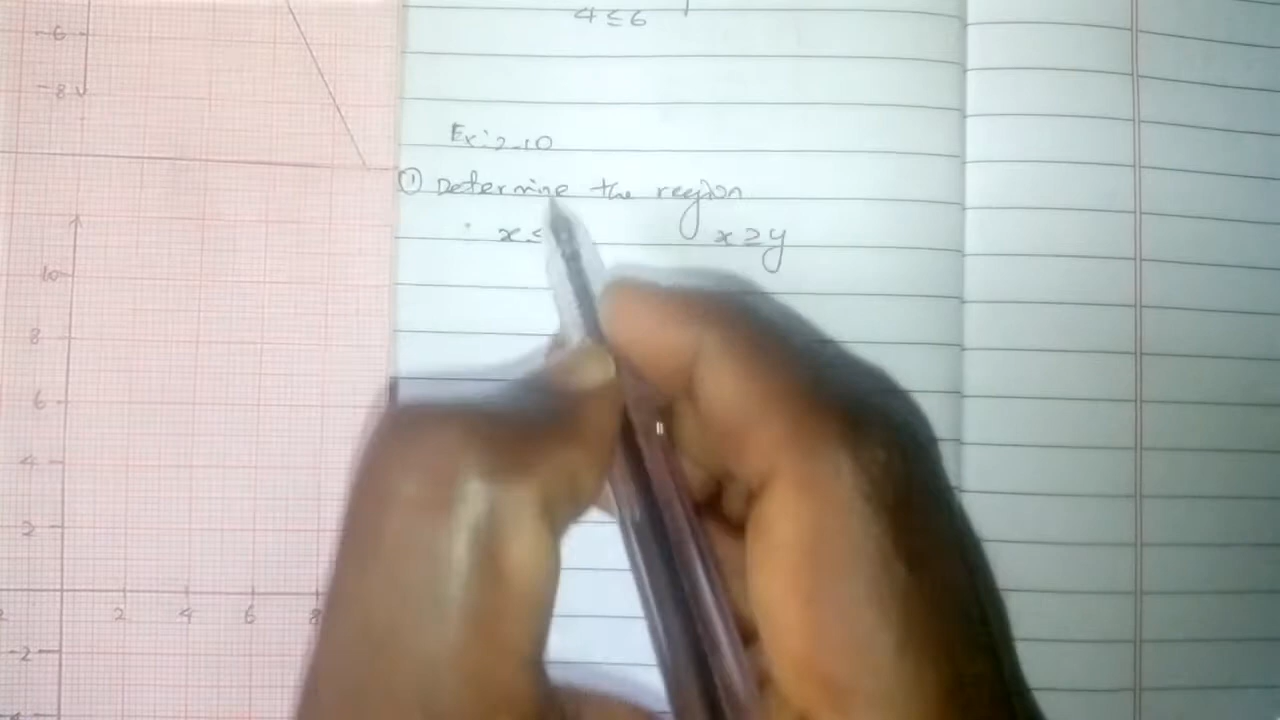 -6
-8
4 ≤ 6
Ex: 2.10
① Determine the region
x ≤ x ≥ y
10
8
6
4
2
2 4 6 8
-2